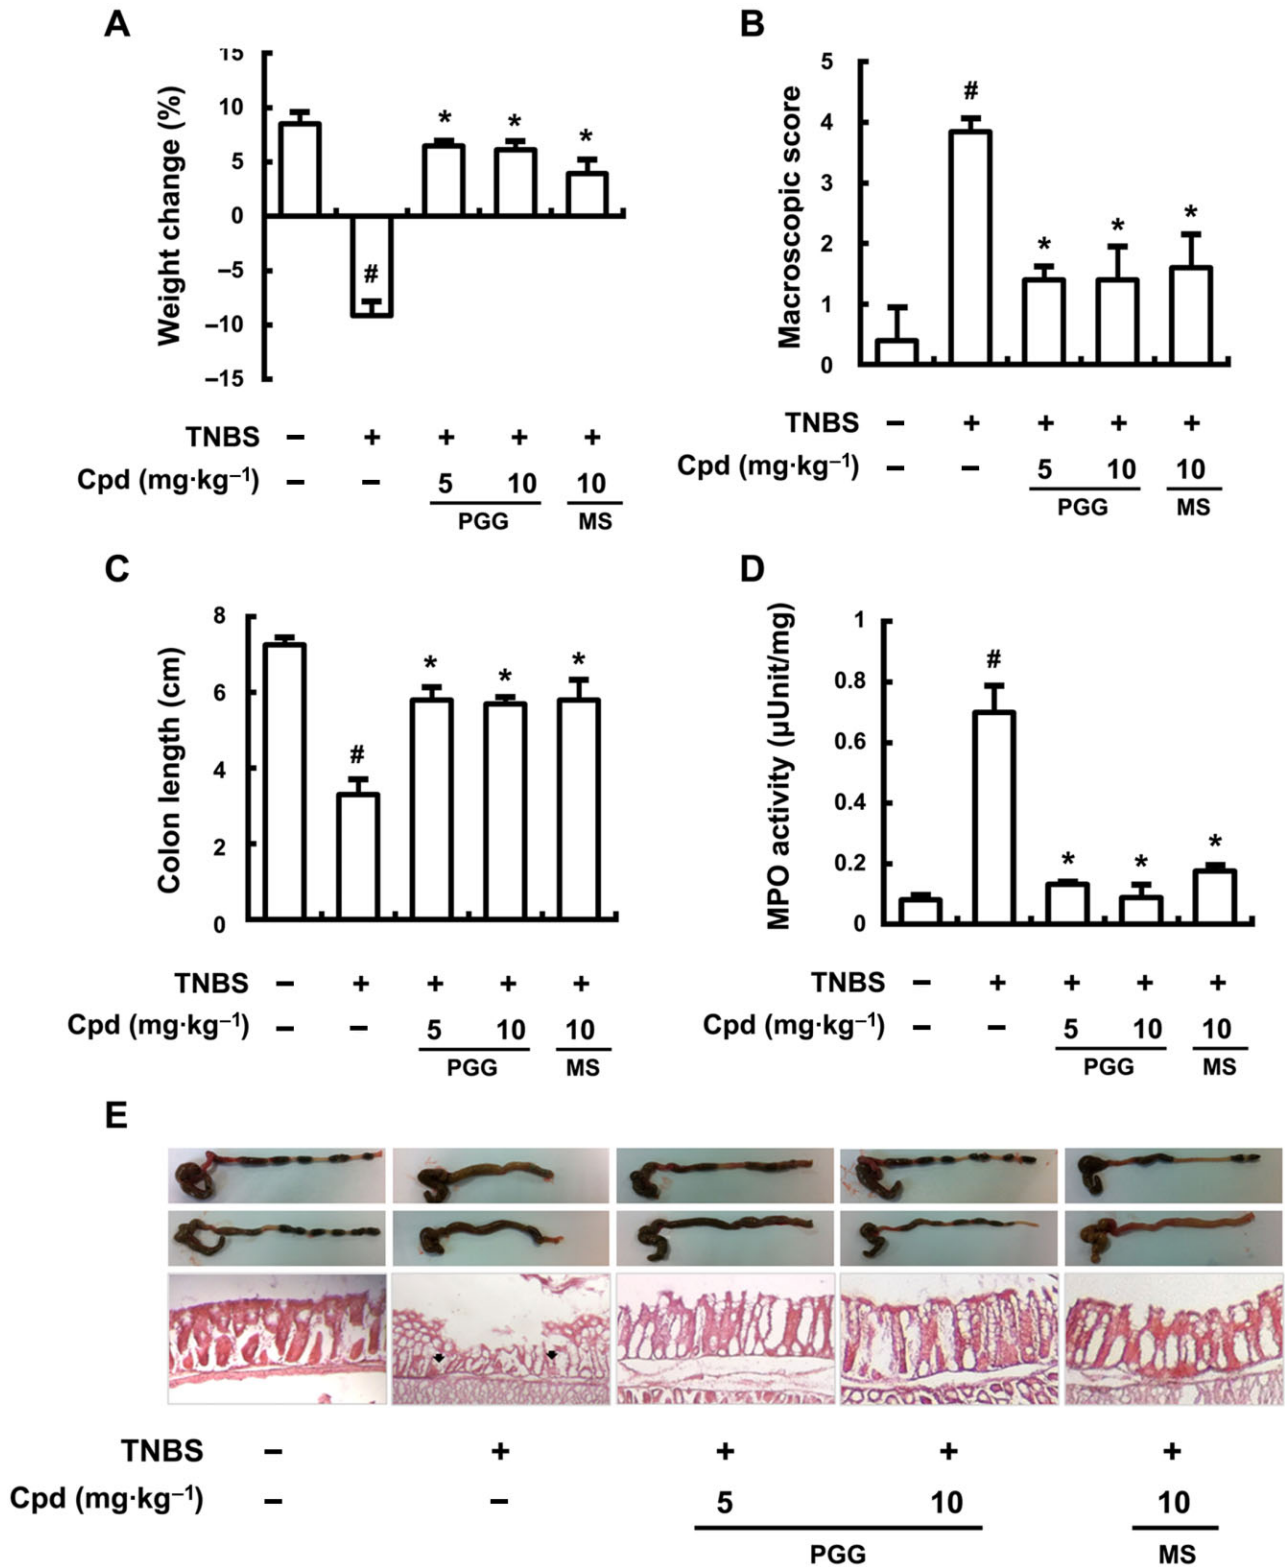 A
Weight change (%)
15
10
5
0
−5
−10
−15
#
*
*
*
TNBS − + + + +
Cpd (mg·kg⁻¹) − − 5 10 10
PGG MS
B
Macroscopic score
5
4
3
2
1
0
#
*
*
*
TNBS − + + + +
Cpd (mg·kg⁻¹) − − 5 10 10
PGG MS
C
Colon length (cm)
8
6
4
2
0
#
*
*
*
TNBS − + + + +
Cpd (mg·kg⁻¹) − − 5 10 10
PGG MS
D
MPO activity (μUnit/mg)
1
0.8
0.6
0.4
0.2
0
#
*
*
*
TNBS − + + + +
Cpd (mg·kg⁻¹) − − 5 10 10
PGG MS
E
TNBS − + + + +
Cpd (mg·kg⁻¹) − − 5 10 10
PGG MS